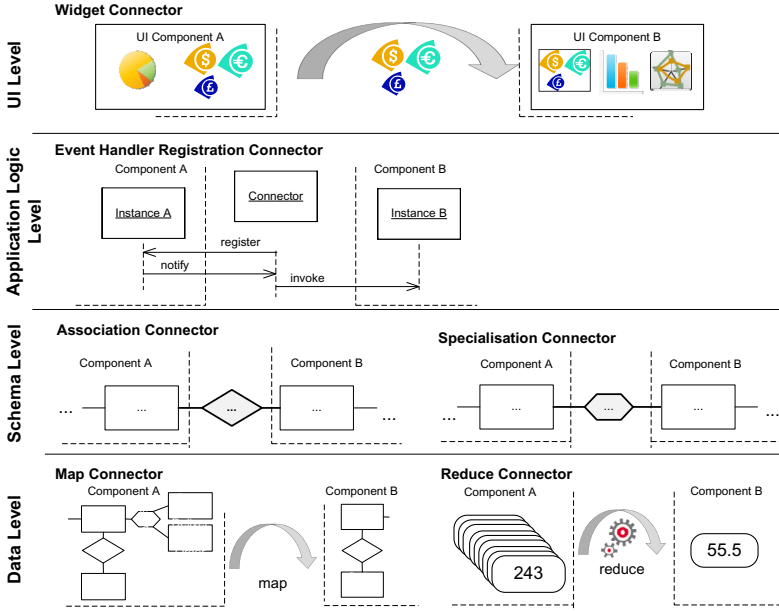 Widget Connector
UI Level
UI Component A
$
€
£
$
€
£
UI Component B
$
€
£
Application Logic
Level
Event Handler Registration Connector
Component A
Component B
Instance A
Connector
Instance B
register
notify
invoke
Schema Level
Association Connector
Component A
Component B
...
...
...
...
...
Specialisation Connector
Component A
Component B
...
...
...
...
...
Data Level
Map Connector
Component A
Component B
map
Reduce Connector
Component A
Component B
243
reduce
55.5